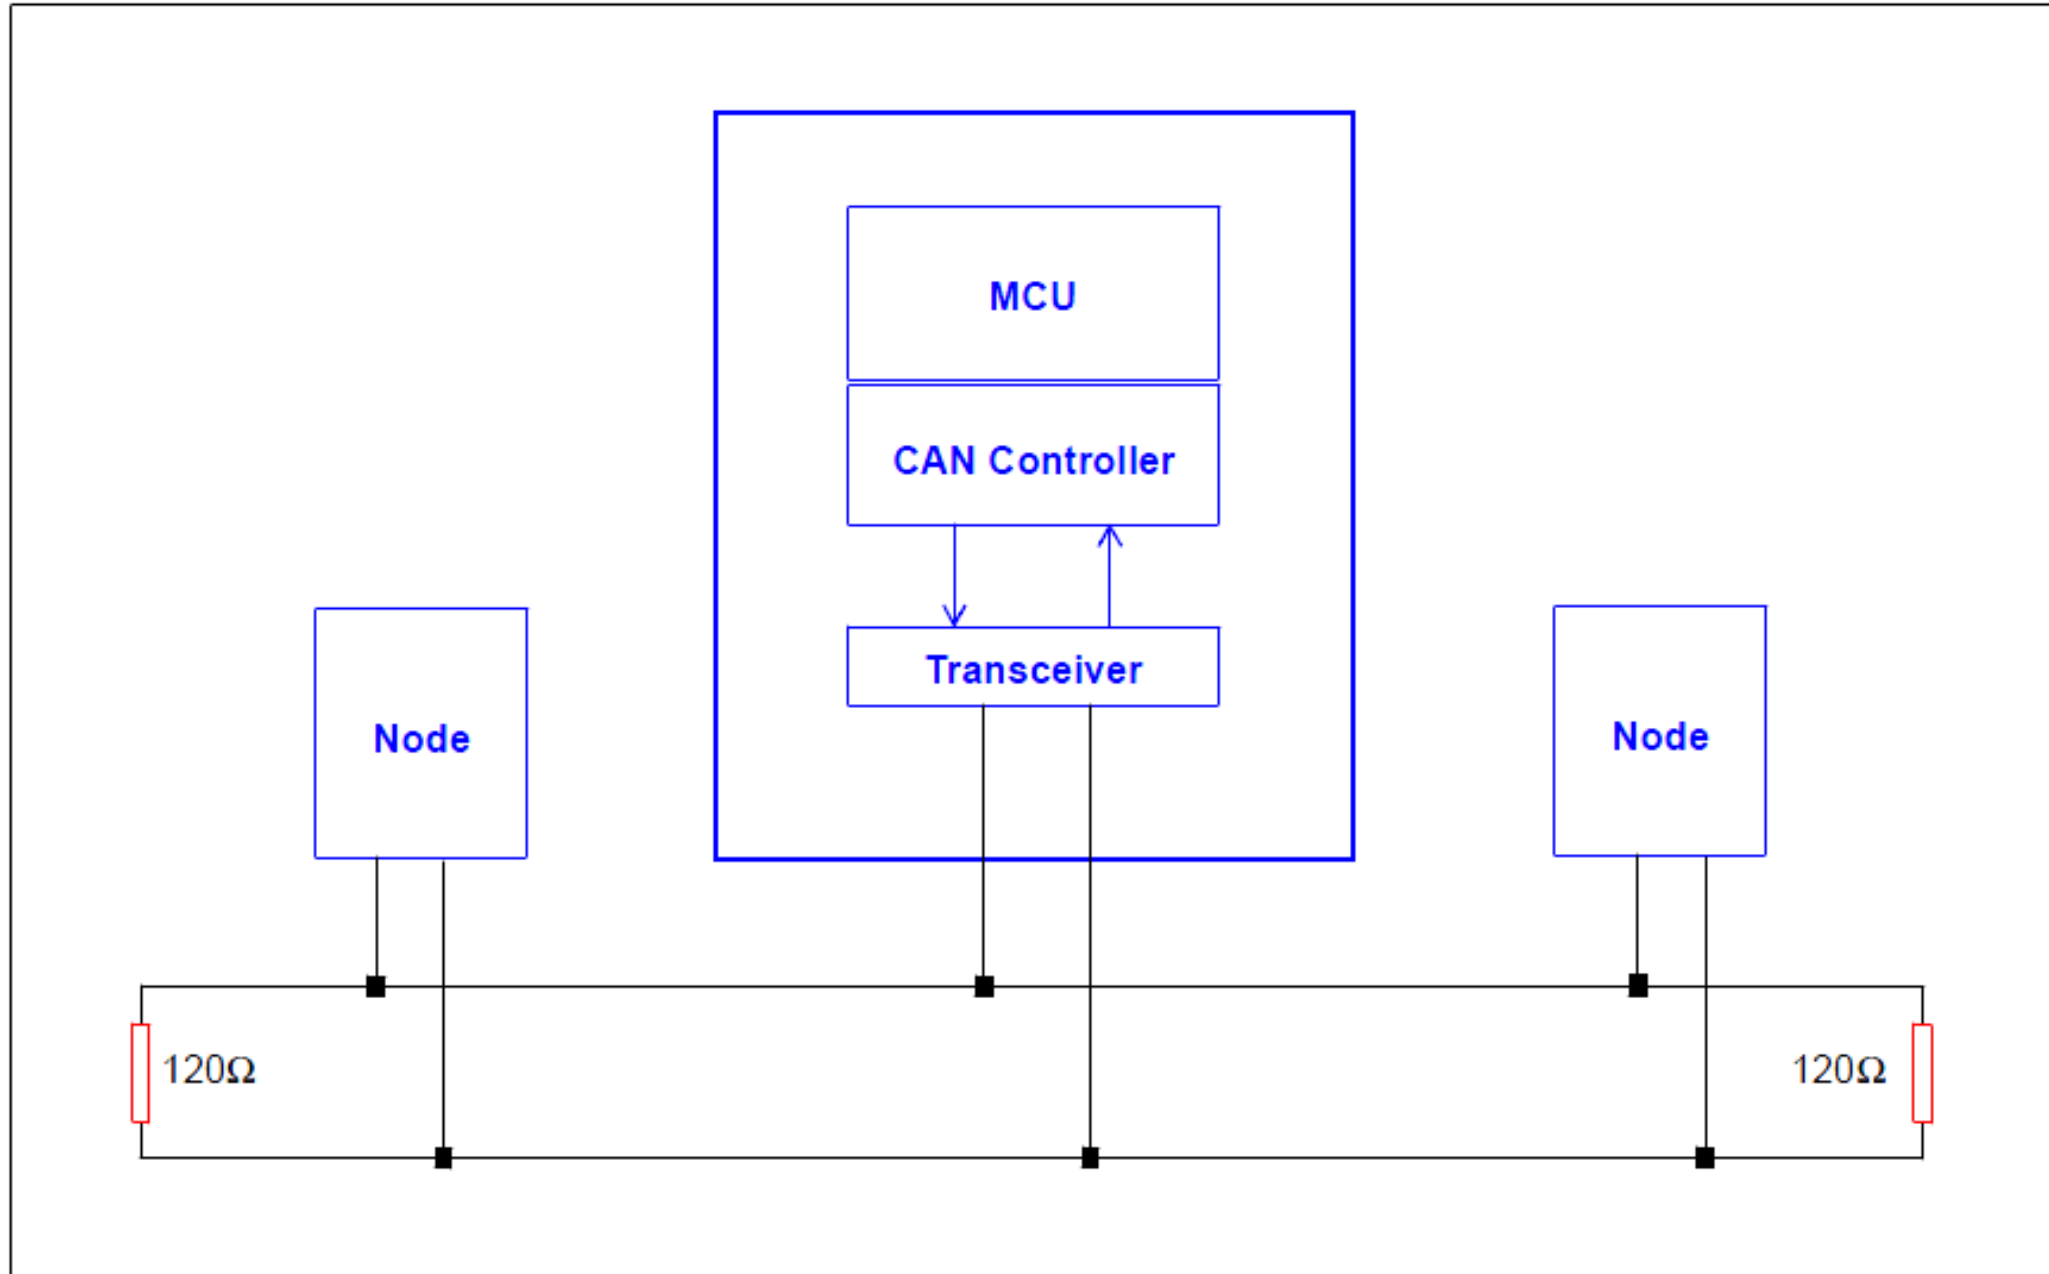 MCU
CAN Controller
Transceiver
Node
Node
120Ω
120Ω